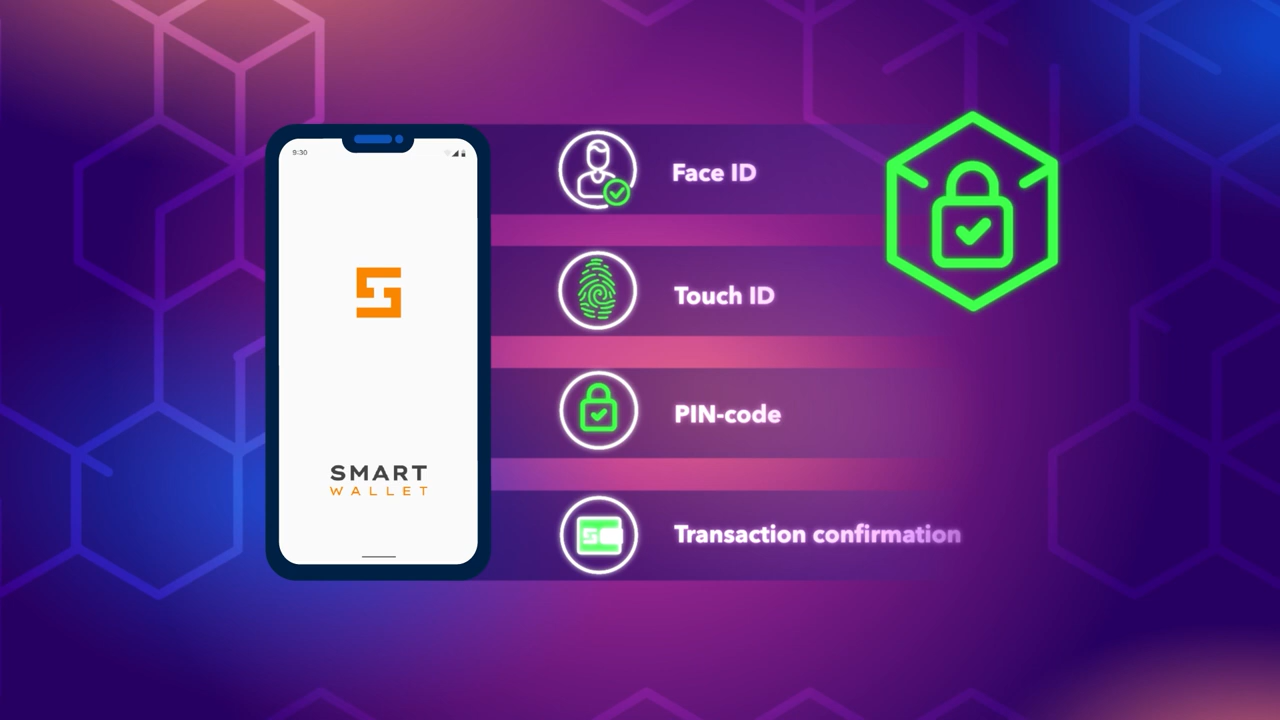 9:30
SMART
WALLET
Face ID
Touch ID
PIN-code
Transaction confirmation